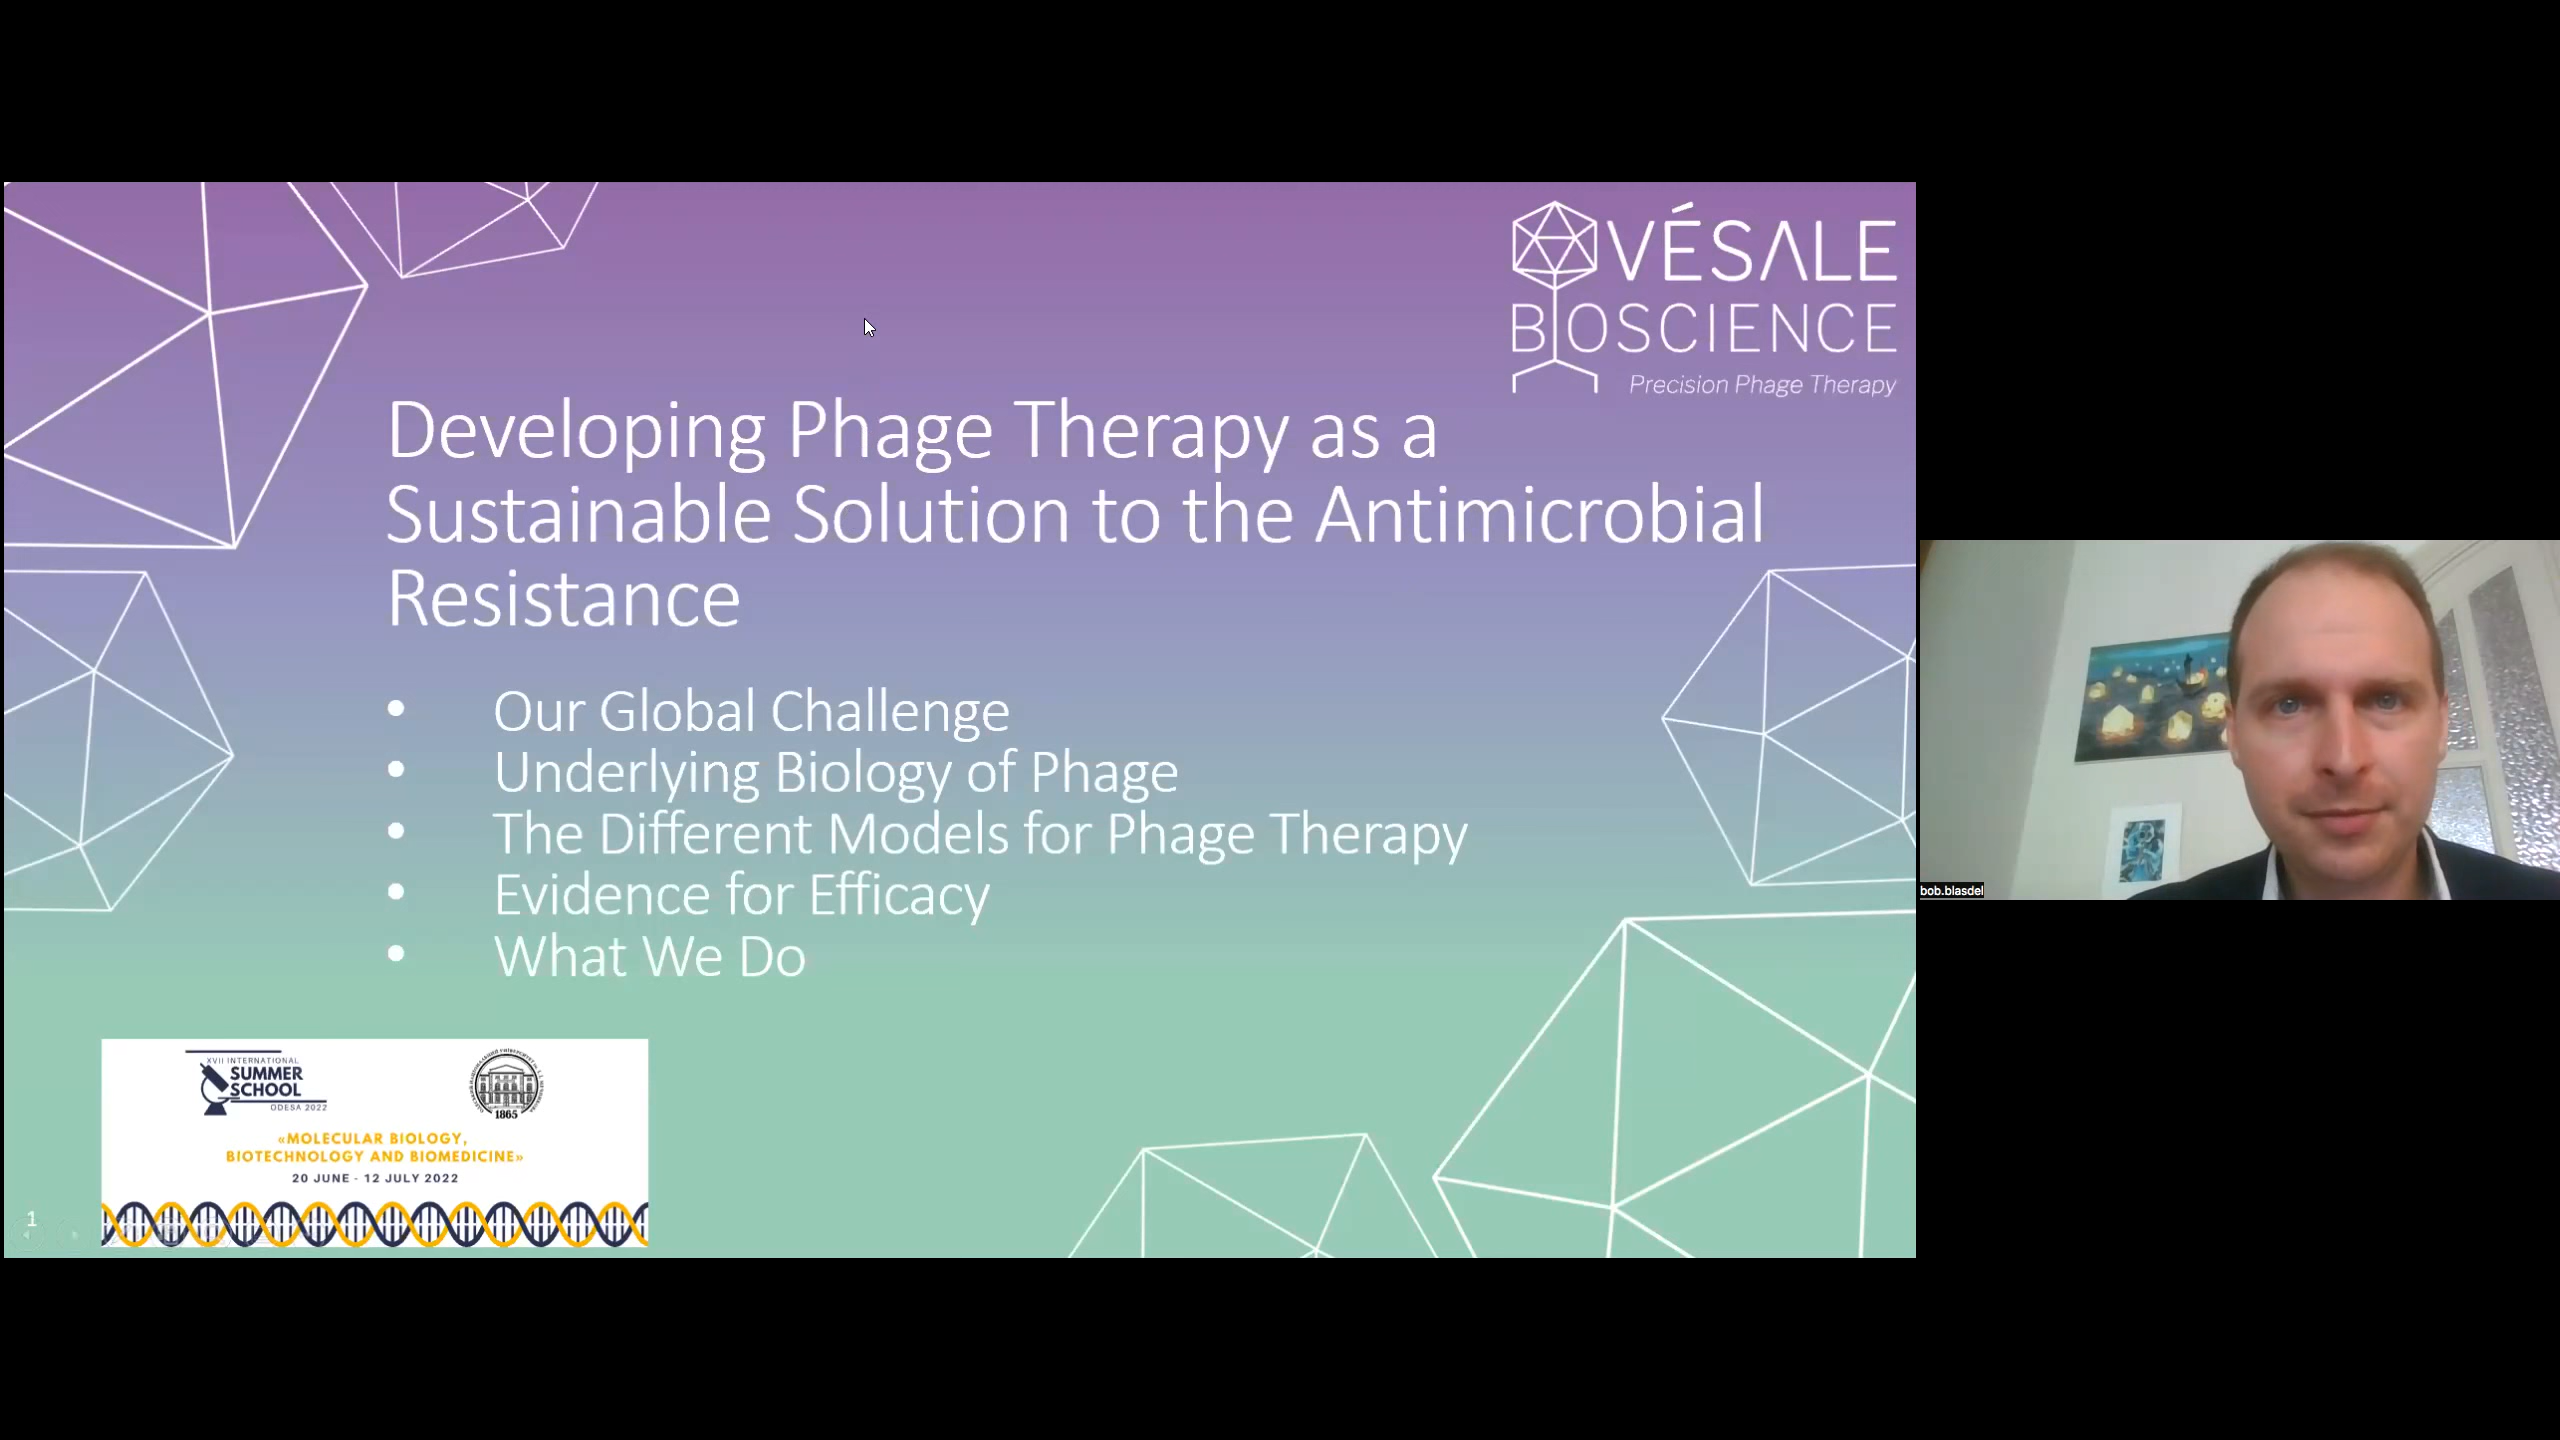 VÉSALE
BIOSCIENCE
Precision Phage Therapy
Developing Phage Therapy as a
Sustainable Solution to the Antimicrobial
Resistance
• Our Global Challenge
• Underlying Biology of Phage
• The Different Models for Phage Therapy
• Evidence for Efficacy
• What We Do
bob.blasdel
XVII INTERNATIONAL
SUMMER
SCHOOL
ODESA 2022
1865
«MOLECULAR BIOLOGY,
BIOTECHNOLOGY AND BIOMEDICINE»
20 JUNE - 12 JULY 2022
1